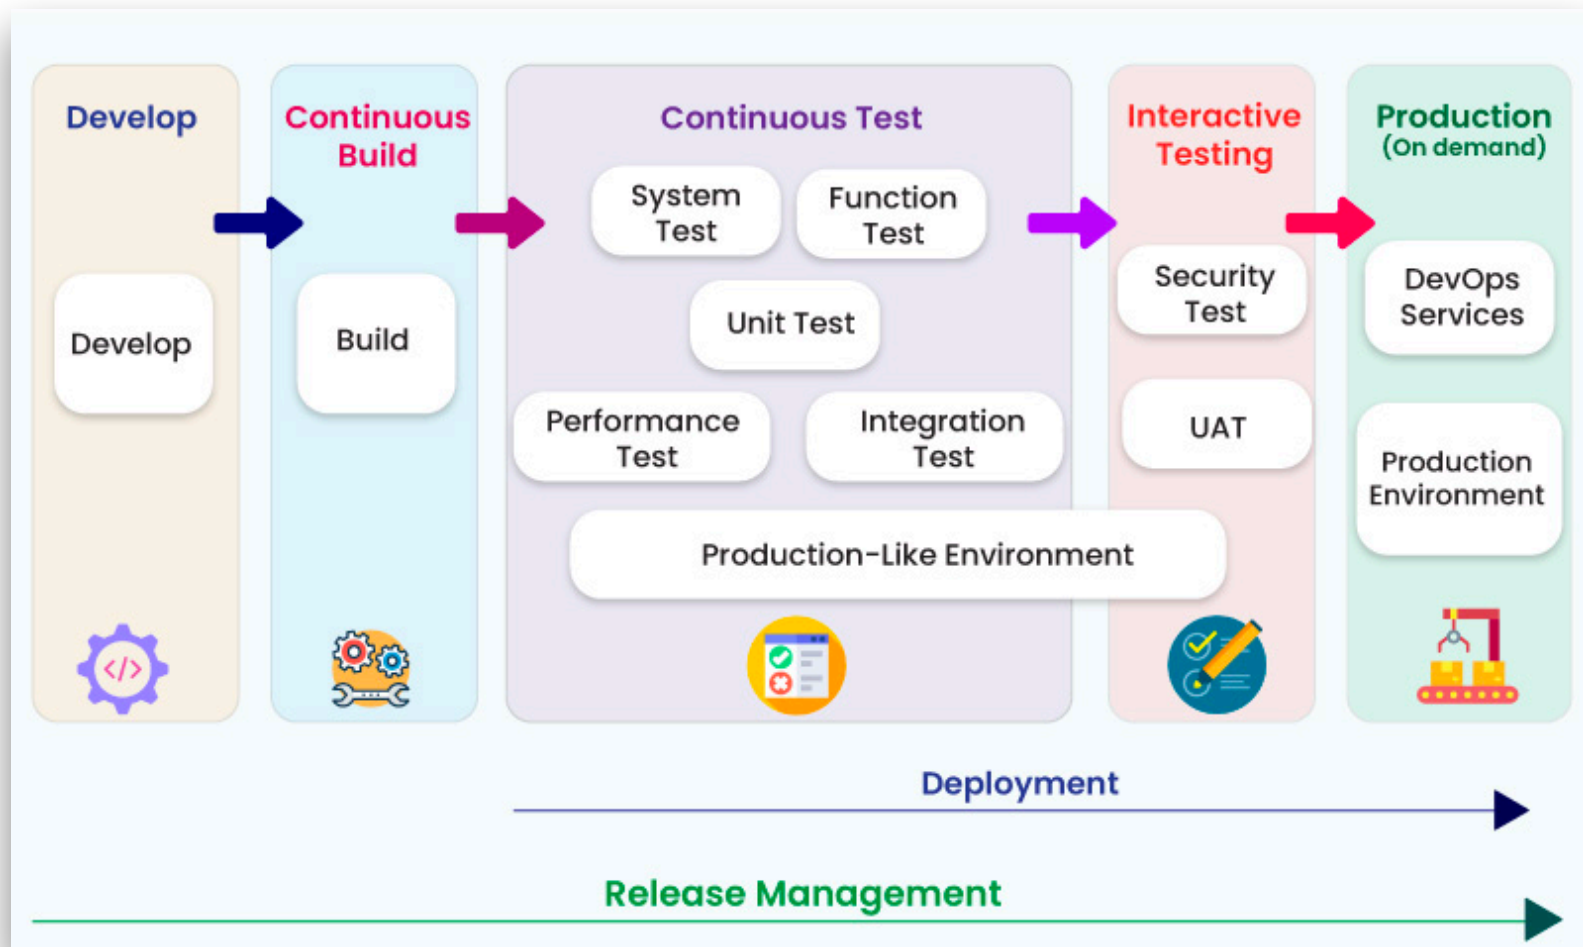 Develop
Develop
Continuous
Build
Build
Continuous Test
System
Test
Function
Test
Unit Test
Performance
Test
Integration
Test
Production-Like Environment
Interactive
Testing
Security
Test
UAT
Production
(On demand)
DevOps
Services
Production
Environment
Deployment
Release Management